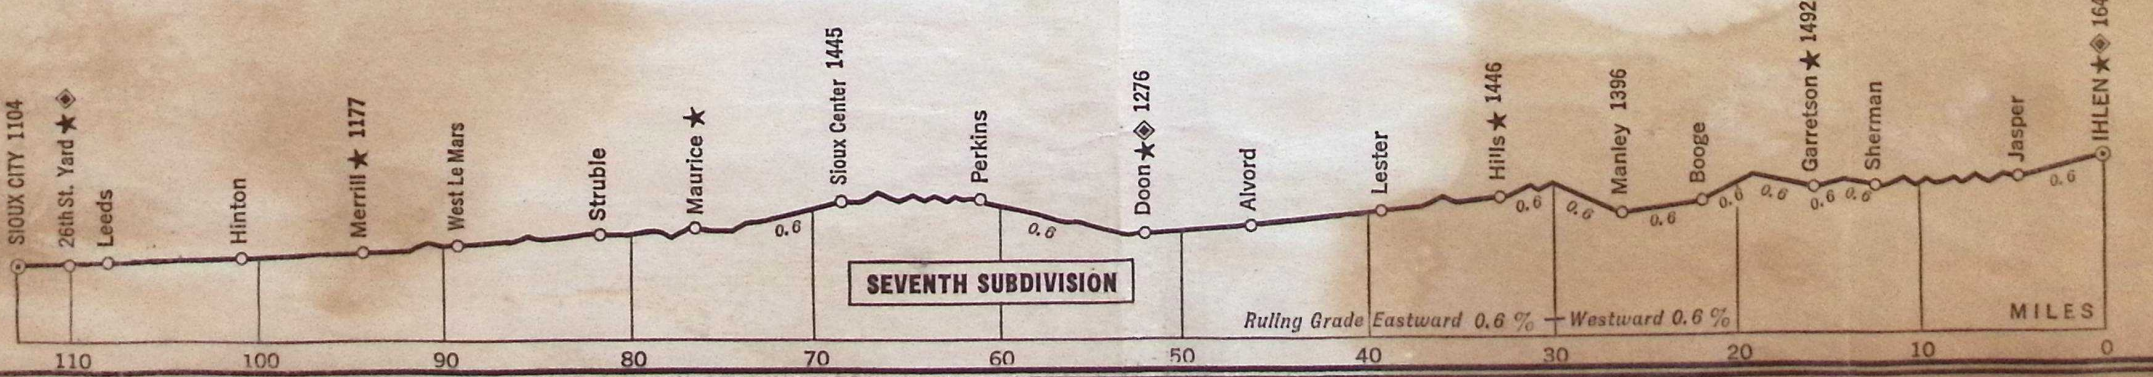 SIOUX CITY 1104
26th St. Yard ★ ◈
Leeds
Hinton
Merrill ★ 1177
West Le Mars
Struble
Maurice ★
Sioux Center 1445
Perkins
Doon ★ ◈ 1276
Alvord
Lester
Hills ★ 1446
Manley 1396
Booge
Garretson ★ 1492
Sherman
Jasper
IHLEN ★ ◈
0.6 0.6 0.6 0.6 0.6 0.6 0.6 0.6 0.6 0.6
SEVENTH SUBDIVISION
Ruling Grade Eastward 0.6 % — Westward 0.6 %
MILES
110 100 90 80 70 60 50 40 30 20 10 0